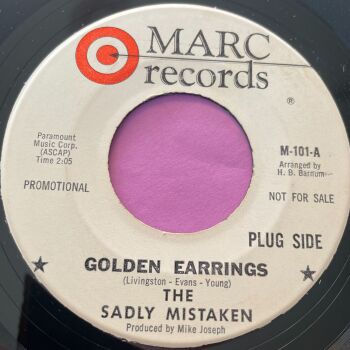 MARC
records
®
Paramount
Music Corp.
(ASCAP)
Time 2:05
PROMOTIONAL
M-101-A
Arranged by
H. B. Barnum
NOT FOR SALE
PLUG SIDE
GOLDEN EARRINGS
(Livingston - Evans - Young)
THE
SADLY MISTAKEN
Produced by Mike Joseph